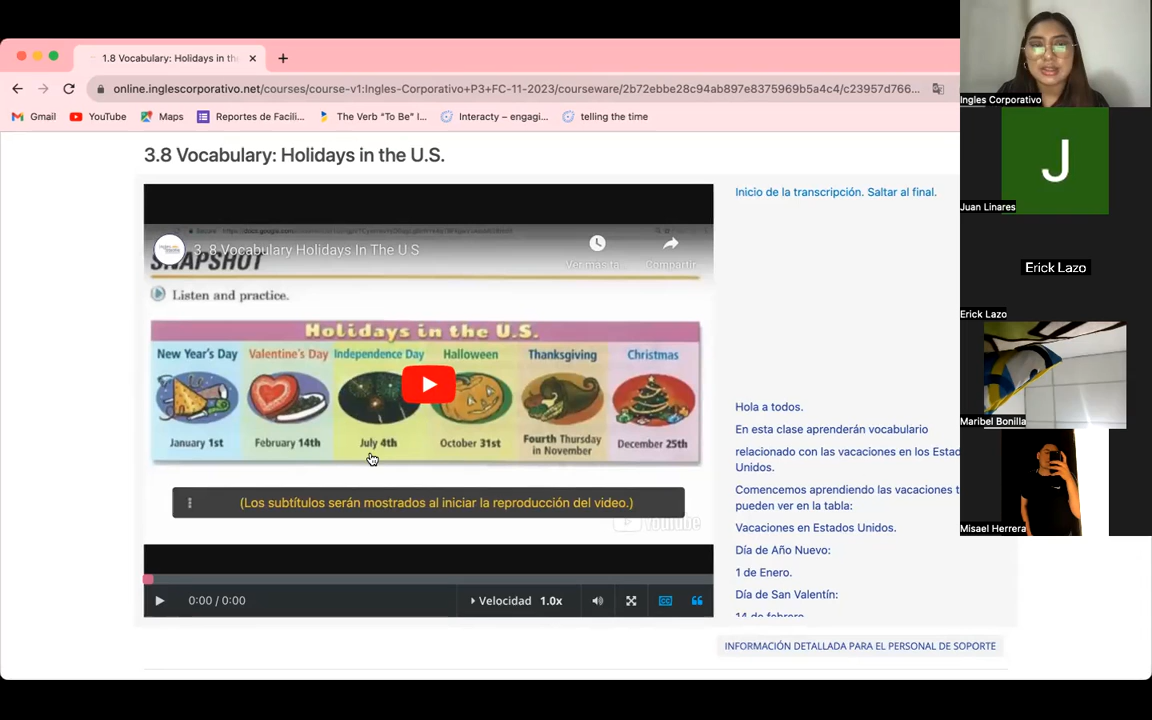 1.8 Vocabulary: Holidays in th
online.inglescorporativo.net/courses/course-v1:Ingles-Corporativo+P3+FC-11-2023/courseware/2b72ebbe28c94ab897e8375969b5a4c4/c23957d766...
Gmail
YouTube
Maps
Reportes de Facili...
The Verb "To Be" I...
Interacty – engagi...
telling the time
3.8 Vocabulary: Holidays in the U.S.
3. 8 Vocabulary Holidays In The U S
Ver más ta...
Compartir
SNAPSHOT
Listen and practice.
Holidays in the U.S.
New Year's Day
January 1st
Valentine's Day
February 14th
Independence Day
July 4th
Halloween
October 31st
Thanksgiving
Fourth Thursday
in November
Christmas
December 25th
(Los subtítulos serán mostrados al iniciar la reproducción del video.)
YouTube
0:00 / 0:00
Velocidad 1.0x
Inicio de la transcripción. Saltar al final.
Hola a todos.
En esta clase aprenderán vocabulario
relacionado con las vacaciones en los Estad
Unidos.
Comencemos aprendiendo las vacaciones
pueden ver en la tabla:
Vacaciones en Estados Unidos.
Día de Año Nuevo:
1 de Enero.
Día de San Valentín:
14 de febrero
INFORMACIÓN DETALLADA PARA EL PERSONAL DE SOPORTE
Ingles Corporativo
J
Juan Linares
Erick Lazo
Erick Lazo
Maribel Bonilla
Misael Herrera